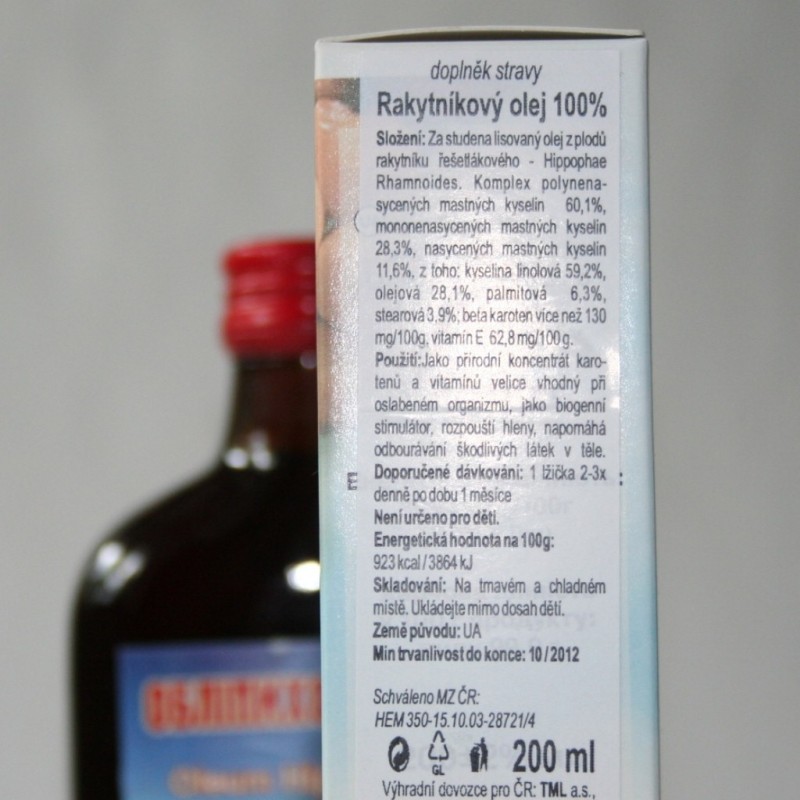 doplněk stravy
Rakytníkový olej 100%
Složení: Za studena lisovaný olej z plodů
rakytníku řešetlákového - Hippophae
Rhamnoides. Komplex polynena-
sycených mastných kyselin 60,1%,
mononenasycených mastných kyselin
28,3%, nasycených mastných kyselin
11,6%, z toho: kyselina linolová 59,2%,
olejová 28,1%, palmitová 6,3%,
stearová 3,9%; beta karoten více než 130
mg/100g, vitamín E 62,8 mg/100 g.
Použití:Jako přírodní koncentrát karo-
tenů a vitamínů velice vhodný při
oslabeném organizmu, jako biogenní
stimulátor, rozpouští hleny, napomáhá
odbourávání škodlivých látek v těle.
Doporučené dávkování: 1 lžička 2-3x
denně po dobu 1 měsíce
Není určeno pro děti.
Energetická hodnota na 100g:
923 kcal / 3864 kJ
Skladování: Na tmavém a chladném
místě. Ukládejte mimo dosah dětí.
Země původu: UA
Min trvanlivost do konce: 10 / 2012
Schváleno MZ ČR:
HEM 350-15.10.03-28721/4
GL
200 ml
Výhradní dovozce pro ČR: TML a.s.,
ОБЛІПИХО